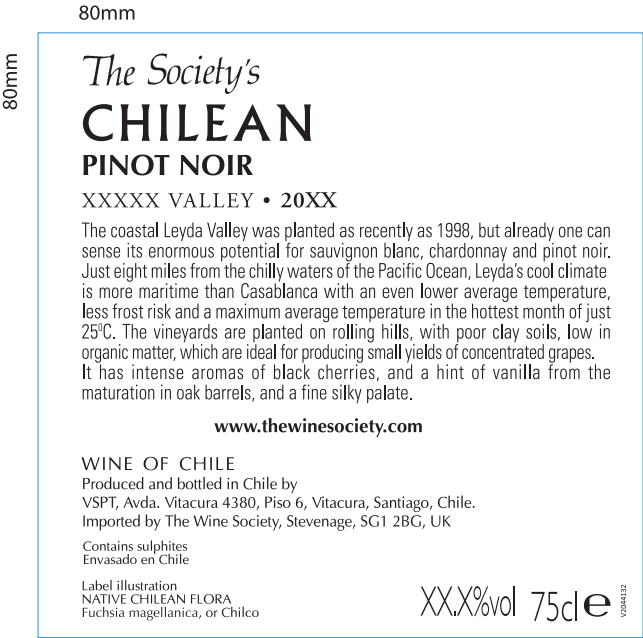 80mm
80mm
The Society's
CHILEAN
PINOT NOIR
XXXXX VALLEY • 20XX
The coastal Leyda Valley was planted as recently as 1998, but already one can
sense its enormous potential for sauvignon blanc, chardonnay and pinot noir.
Just eight miles from the chilly waters of the Pacific Ocean, Leyda's cool climate
is more maritime than Casablanca with an even lower average temperature,
less frost risk and a maximum average temperature in the hottest month of just
25⁰C. The vineyards are planted on rolling hills, with poor clay soils, low in
organic matter, which are ideal for producing small yields of concentrated grapes.
It has intense aromas of black cherries, and a hint of vanilla from the
maturation in oak barrels, and a fine silky palate.
www.thewinesociety.com
WINE OF CHILE
Produced and bottled in Chile by
VSPT, Avda. Vitacura 4380, Piso 6, Vitacura, Santiago, Chile.
Imported by The Wine Society, Stevenage, SG1 2BG, UK
Contains sulphites
Envasado en Chile
Label illustration
NATIVE CHILEAN FLORA
Fuchsia magellanica, or Chilco
XX.X%vol 75cl e
V2044132